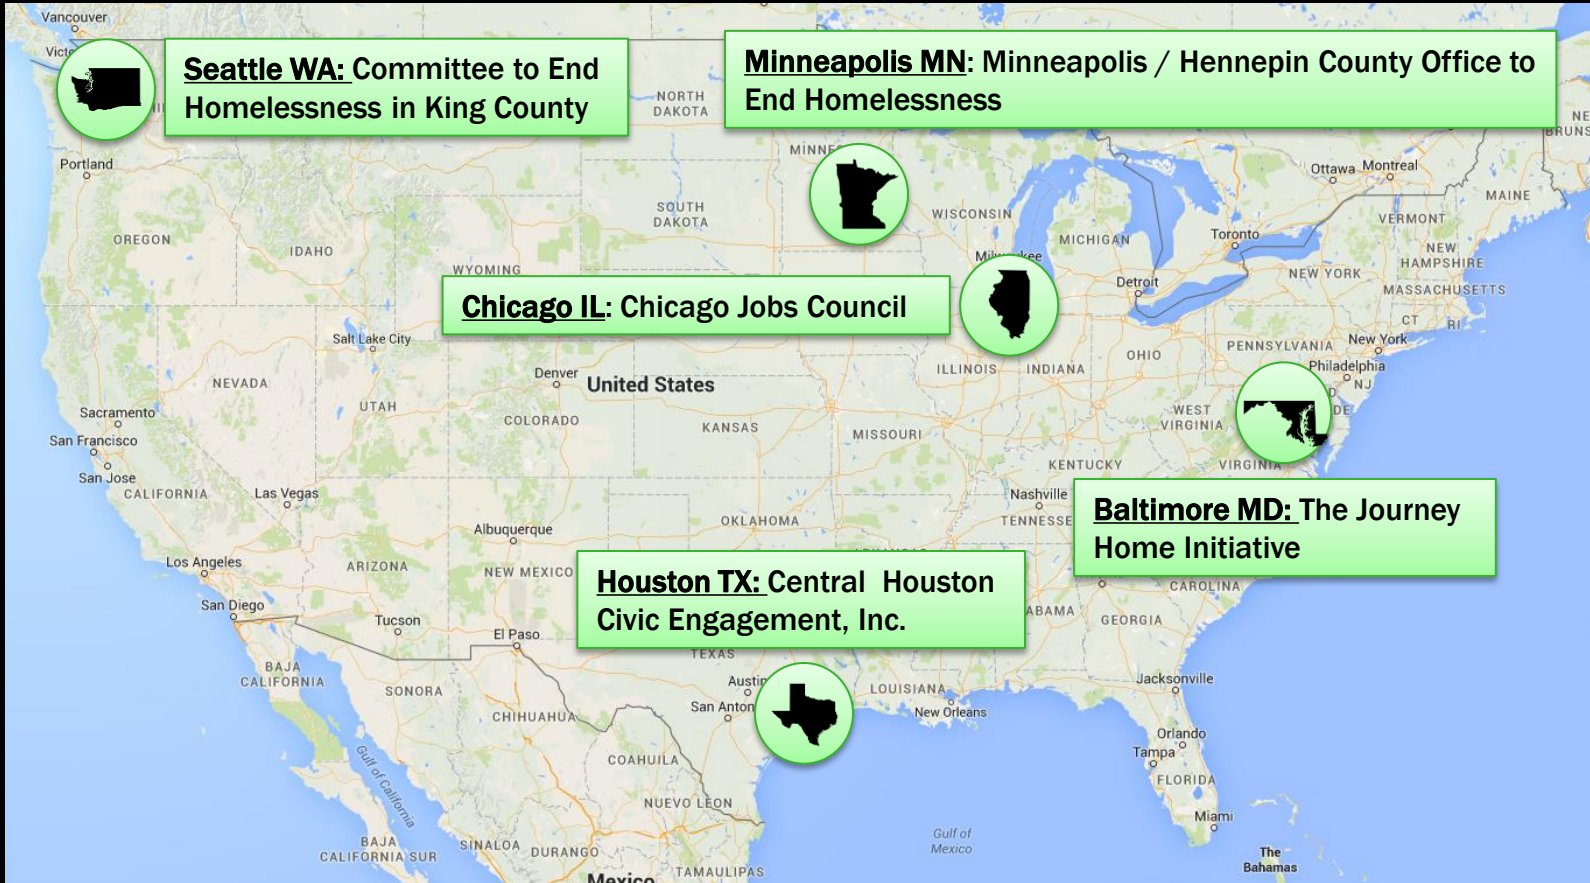 Vancouver
Seattle WA: Committee to End
Homelessness in King County
Minneapolis MN: Minneapolis / Hennepin County Office to
End Homelessness
NORTH
DAKOTA
Portland
Ottawa
Montreal
MAINE
SOUTH
DAKOTA
WISCONSIN
VERMONT
OREGON
IDAHO
MICHIGAN
Toronto
NEW
HAMPSHIRE
WYOMING
NEW YORK
Detroit
MASSACHUSETTS
Chicago IL: Chicago Jobs Council
CT
RI
Salt Lake City
PENNSYLVANIA
New York
OHIO
Philadelphia
ILLINOIS
INDIANA
NJ
Denver
United States
NEVADA
UTAH
COLORADO
KANSAS
MISSOURI
WEST
VIRGINIA
DE
Sacramento
San Francisco
San Jose
CALIFORNIA
Las Vegas
KENTUCKY
VIRGINIA
Nashville
TENNESSE
Baltimore MD: The Journey
Home Initiative
OKLAHOMA
Albuquerque
Los Angeles
ARIZONA
NEW MEXICO
Houston TX: Central  Houston
Civic Engagement, Inc.
CAROLINA
San Diego
Tucson
El Paso
ABAMA
GEORGIA
TEXAS
BAJA
CALIFORNIA
SONORA
Austin
San Anton
LOUISIANA
New Orleans
Jacksonville
CHIHUAHUA
Orlando
Tampa
COAHUILA
FLORIDA
Gulf of California
NUEVO LEON
Miami
Gulf of
Mexico
BAJA
CALIFORNIA SUR
SINALOA
DURANGO
TAMAULIPAS
Mexico
The
Bahamas